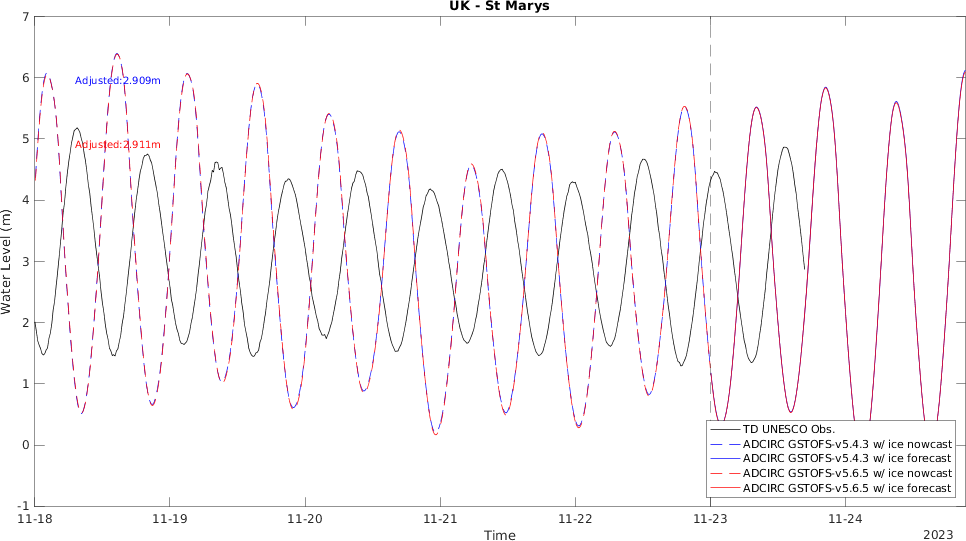 UK - St Marys
7
6
5
4
3
2
1
0
-1
Water Level (m)
Adjusted:2.909m
Adjusted:2.911m
TD UNESCO Obs.
ADCIRC GSTOFS-v5.4.3 w/ ice nowcast
ADCIRC GSTOFS-v5.4.3 w/ ice forecast
ADCIRC GSTOFS-v5.6.5 w/ ice nowcast
ADCIRC GSTOFS-v5.6.5 w/ ice forecast
11-18 11-19 11-20 11-21 11-22 11-23 11-24
Time
2023